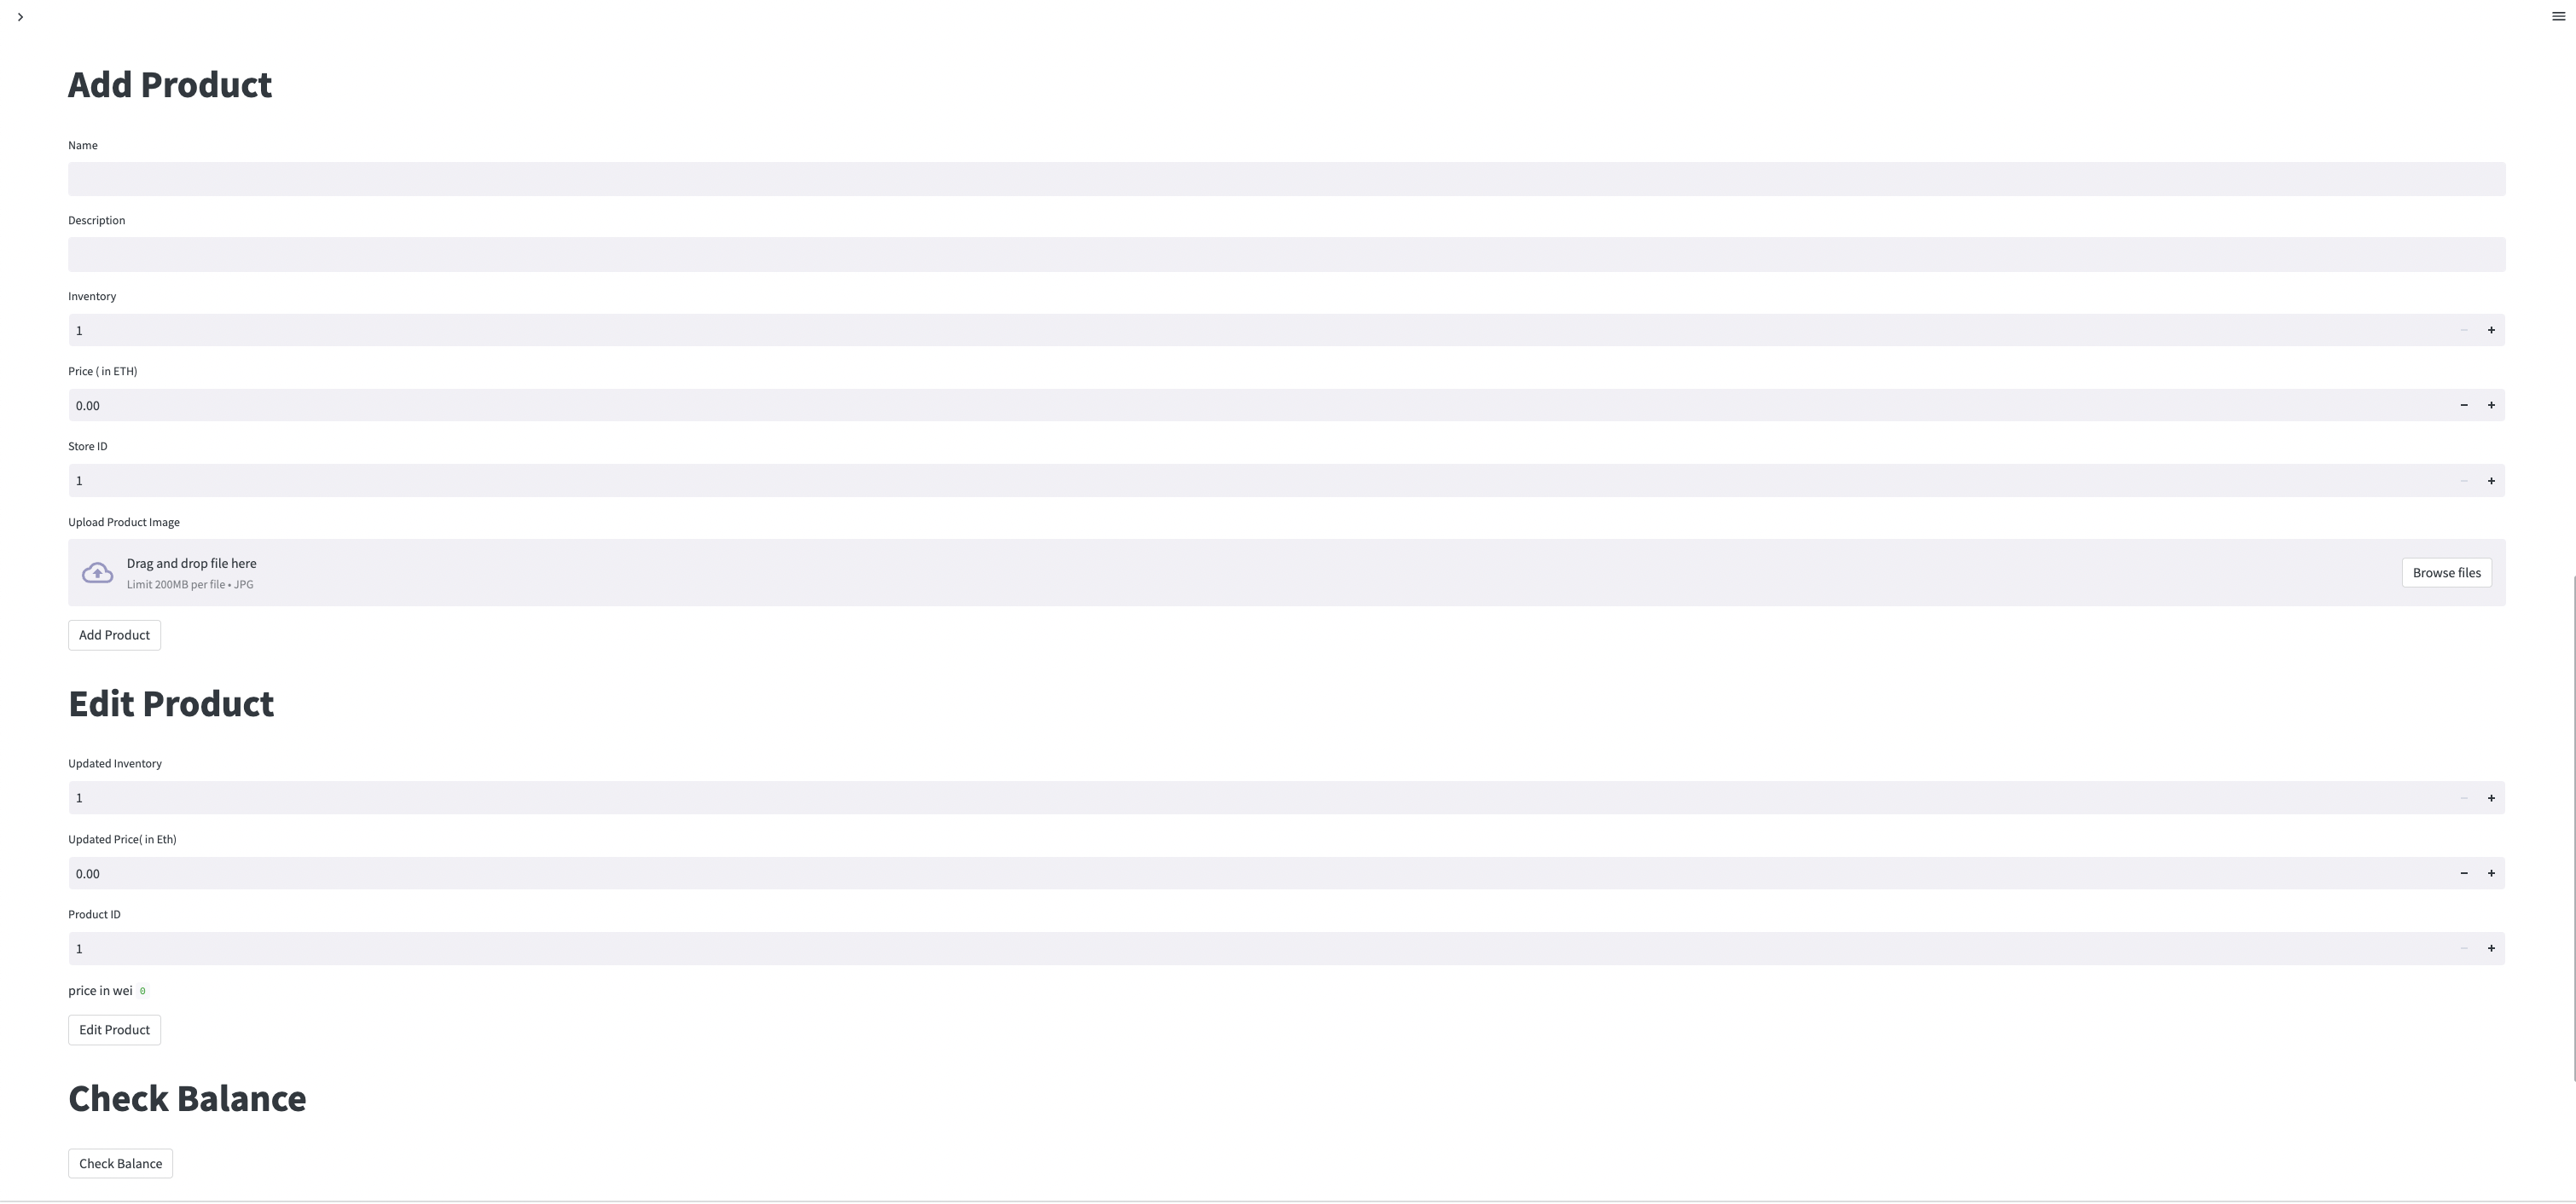 Add Product
Name
Description
Inventory
1
Price ( in ETH)
0.00
Store ID
1
Upload Product Image
Drag and drop file here
Limit 200MB per file • JPG
Browse files
Add Product
Edit Product
Updated Inventory
1
Updated Price( in Eth)
0.00
Product ID
1
price in wei 0
Edit Product
Check Balance
Check Balance